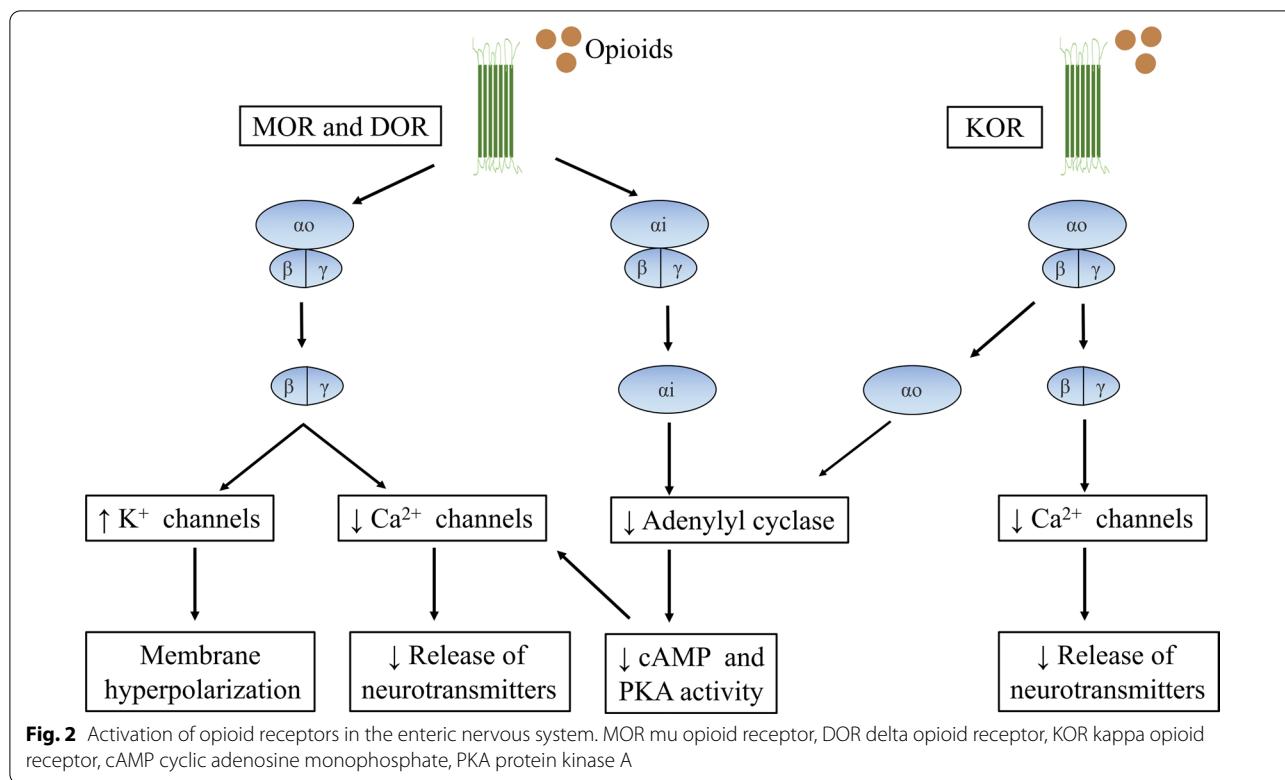 Opioids
MOR and DOR
KOR
αo
β γ
αi
β γ
αo
β γ
β γ
αi
αo
β γ
↑ K⁺ channels
↓ Ca²⁺ channels
↓ Adenylyl cyclase
↓ Ca²⁺ channels
Membrane
hyperpolarization
↓ Release of
neurotransmitters
↓ cAMP and
PKA activity
↓ Release of
neurotransmitters
Fig. 2 Activation of opioid receptors in the enteric nervous system. MOR mu opioid receptor, DOR delta opioid receptor, KOR kappa opioid
receptor, cAMP cyclic adenosine monophosphate, PKA protein kinase A